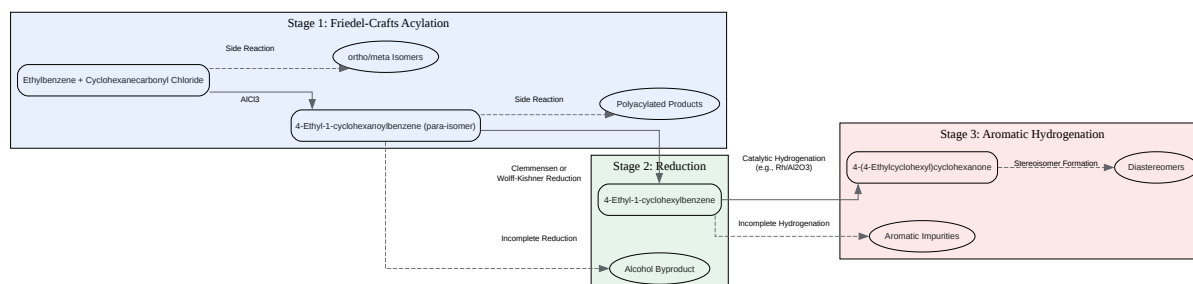 Stage 1: Friedel-Crafts Acylation
Side Reaction
ortho/meta Isomers
Ethylbenzene + Cyclohexanecarbonyl Chloride
AlCl3
Side Reaction
Polyacylated Products
4-Ethyl-1-cyclohexanoylbenzene (para-isomer)
Clemmensen or
Wolff-Kishner Reduction
Stage 2: Reduction
4-Ethyl-1-cyclohexylbenzene
Incomplete Reduction
Alcohol Byproduct
Catalytic Hydrogenation
(e.g., Rh/Al2O3)
Incomplete Hydrogenation
Stage 3: Aromatic Hydrogenation
4-(4-Ethylcyclohexyl)cyclohexanone
Stereoisomer Formation
Diastereomers
Aromatic Impurities